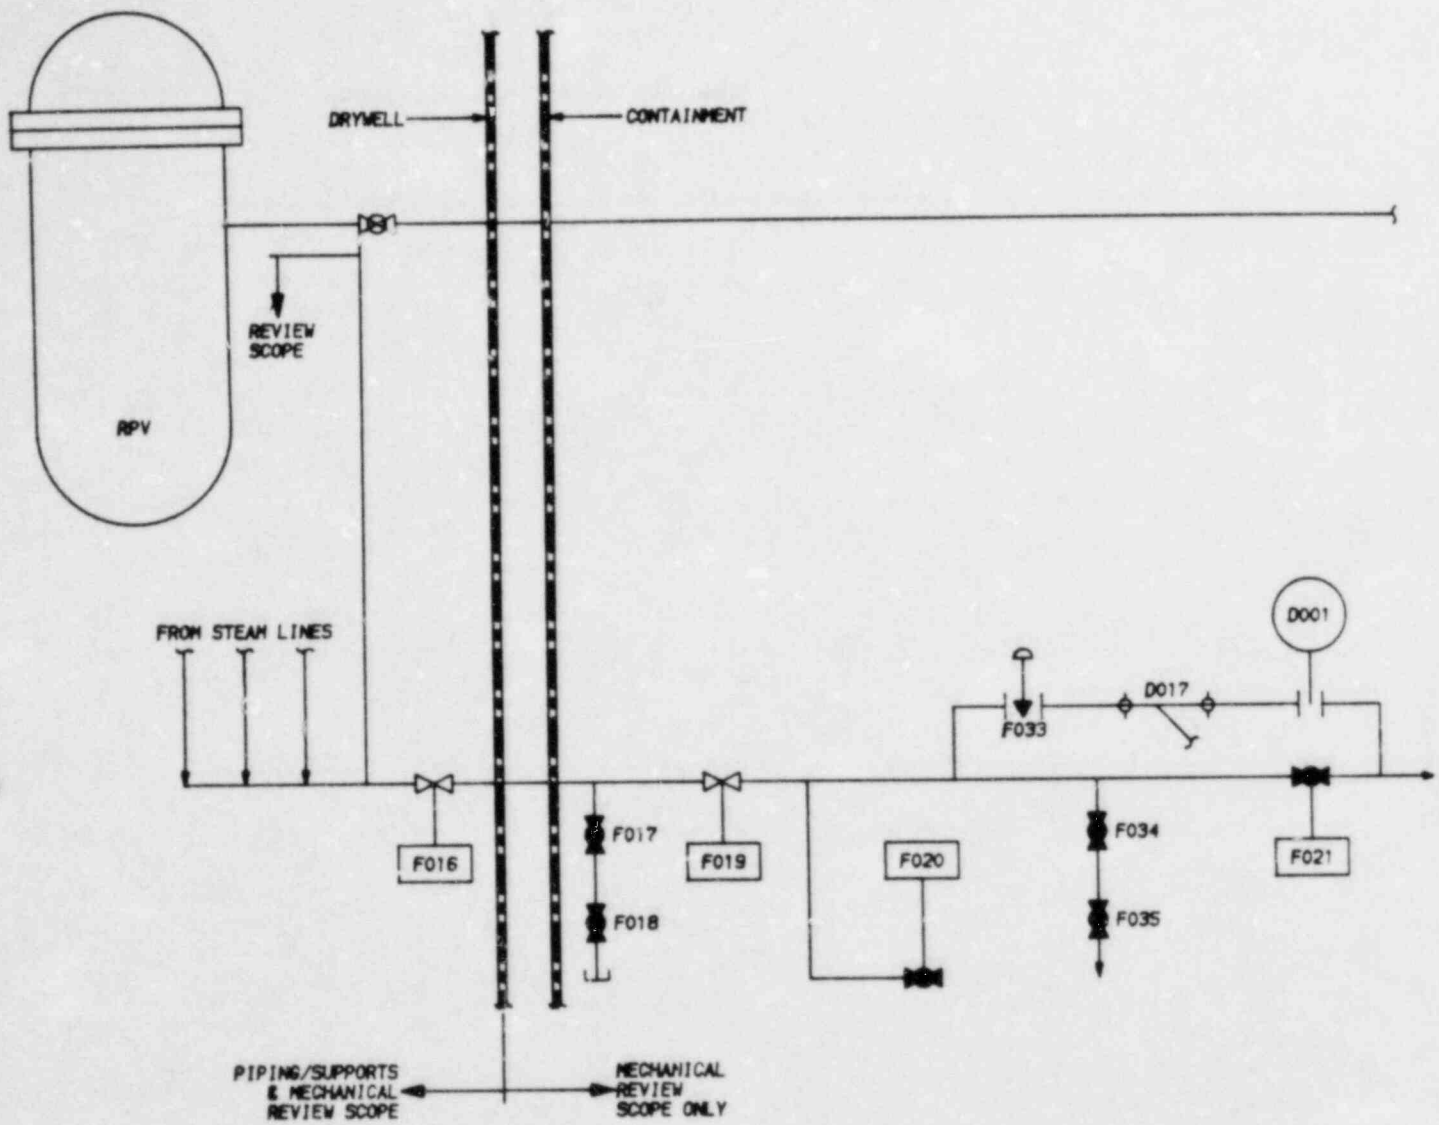 DRYWELL
CONTAINMENT
REVIEW
SCOPE
RPV
FROM STEAM LINES
D001
D017
F033
F016
F017
F018
F019
F020
F034
F035
F021
PIPING/SUPPORTS
& MECHANICAL
REVIEW SCOPE
MECHANICAL
REVIEW
SCOPE ONLY